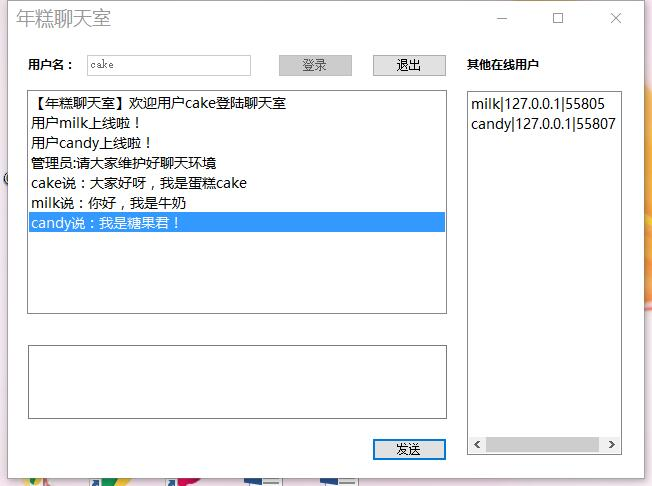 年糕聊天室
用户名：
cake
登录
退出
其他在线用户
【年糕聊天室】欢迎用户cake登陆聊天室
用户milk上线啦！
用户candy上线啦！
管理员:请大家维护好聊天环境
cake说：大家好呀，我是蛋糕cake
milk说：你好，我是牛奶
candy说：我是糖果君！
milk|127.0.0.1|55805
candy|127.0.0.1|55807
发送